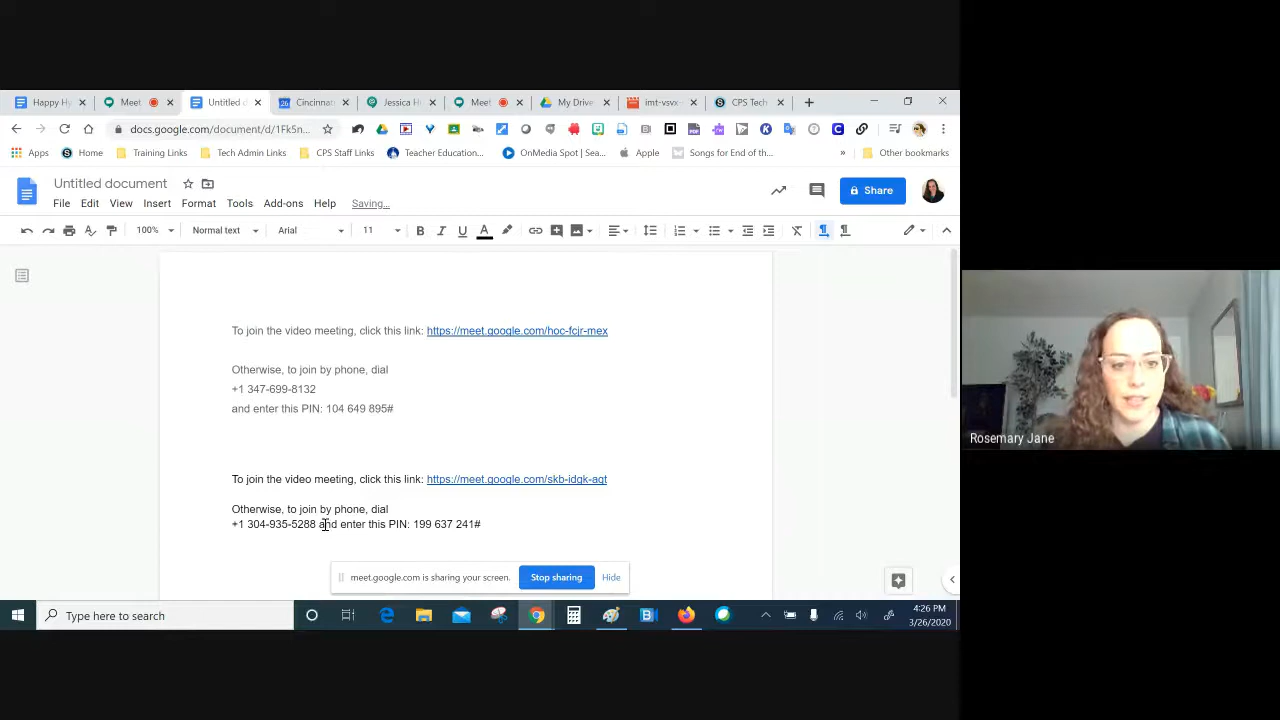 Happy Hy
Meet
Untitled d
26
Cincinnat
Jessica H
Meet
My Drive
imt-vsvx-
CPS Tech
docs.google.com/document/d/1Fk5n...
Apps
Home
Training Links
Tech Admin Links
CPS Staff Links
Teacher Education...
OnMedia Spot | Sea...
Apple
Songs for End of th...
»
Other bookmarks
Untitled document
File
Edit
View
Insert
Format
Tools
Add-ons
Help
Saving...
Share
100%
Normal text
Arial
11
B
I
U
A
To join the video meeting, click this link: https://meet.google.com/hoc-fcjr-mex
Otherwise, to join by phone, dial
+1 347-699-8132
and enter this PIN: 104 649 895#
To join the video meeting, click this link: https://meet.google.com/skb-idgk-agt
Otherwise, to join by phone, dial
+1 304-935-5288 and enter this PIN: 199 637 241#
meet.google.com is sharing your screen.
Stop sharing
Hide
Rosemary Jane
Type here to search
4:26 PM
3/26/2020